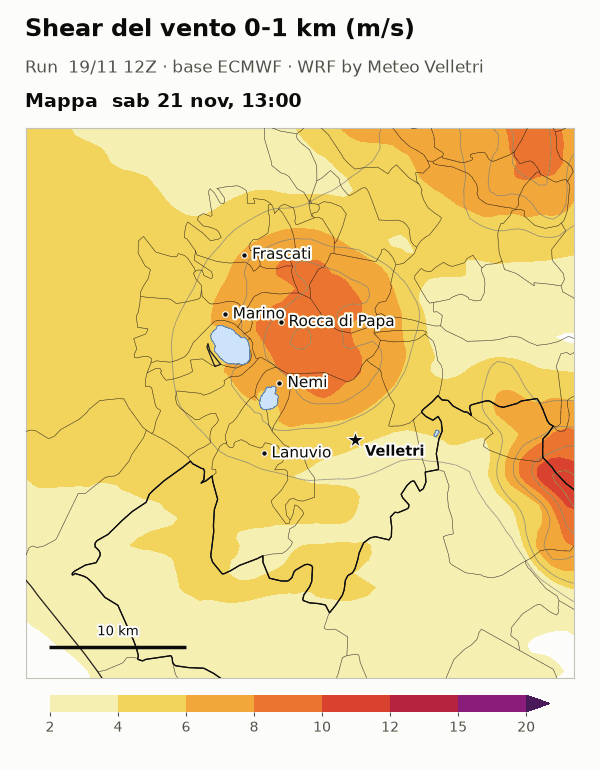 Shear del vento 0-1 km (m/s)
Run  19/11 12Z · base ECMWF · WRF by Meteo Velletri
Mappa  sab 21 nov, 13:00
Frascati
Marino
Rocca di Papa
Nemi
Velletri
Lanuvio
10 km
2 4 6 8 10 12 15 20